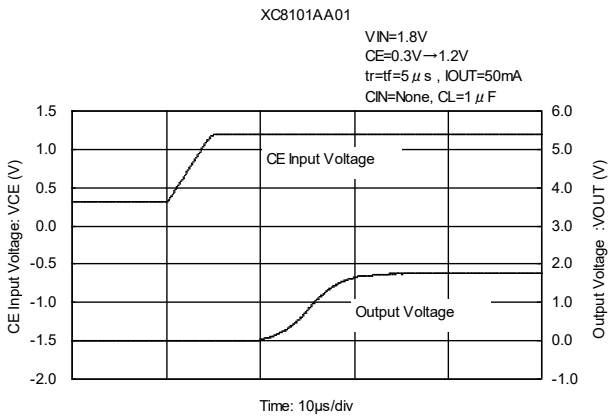 XC8101AA01
VIN=1.8V
CE=0.3V→1.2V
tr=tf=5μs , IOUT=50mA
CIN=None, CL=1μF
1.5
1.0
0.5
0.0
-0.5
-1.0
-1.5
-2.0
CE Input Voltage: VCE (V)
CE Input Voltage
Output Voltage
6.0
5.0
4.0
3.0
2.0
1.0
0.0
-1.0
Output Voltage :VOUT (V)
Time: 10μs/div